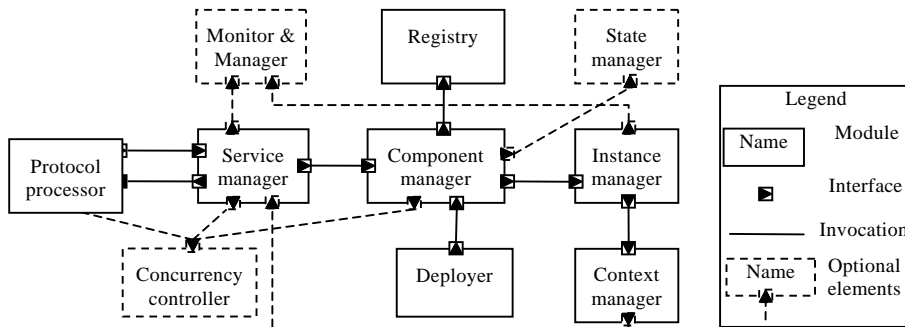 Monitor &
Manager
Registry
State
manager
Protocol
processor
Service
manager
Component
manager
Instance
manager
Concurrency
controller
Deployer
Context
manager
Legend
Name
Module
Interface
Invocation
Name
Optional
elements